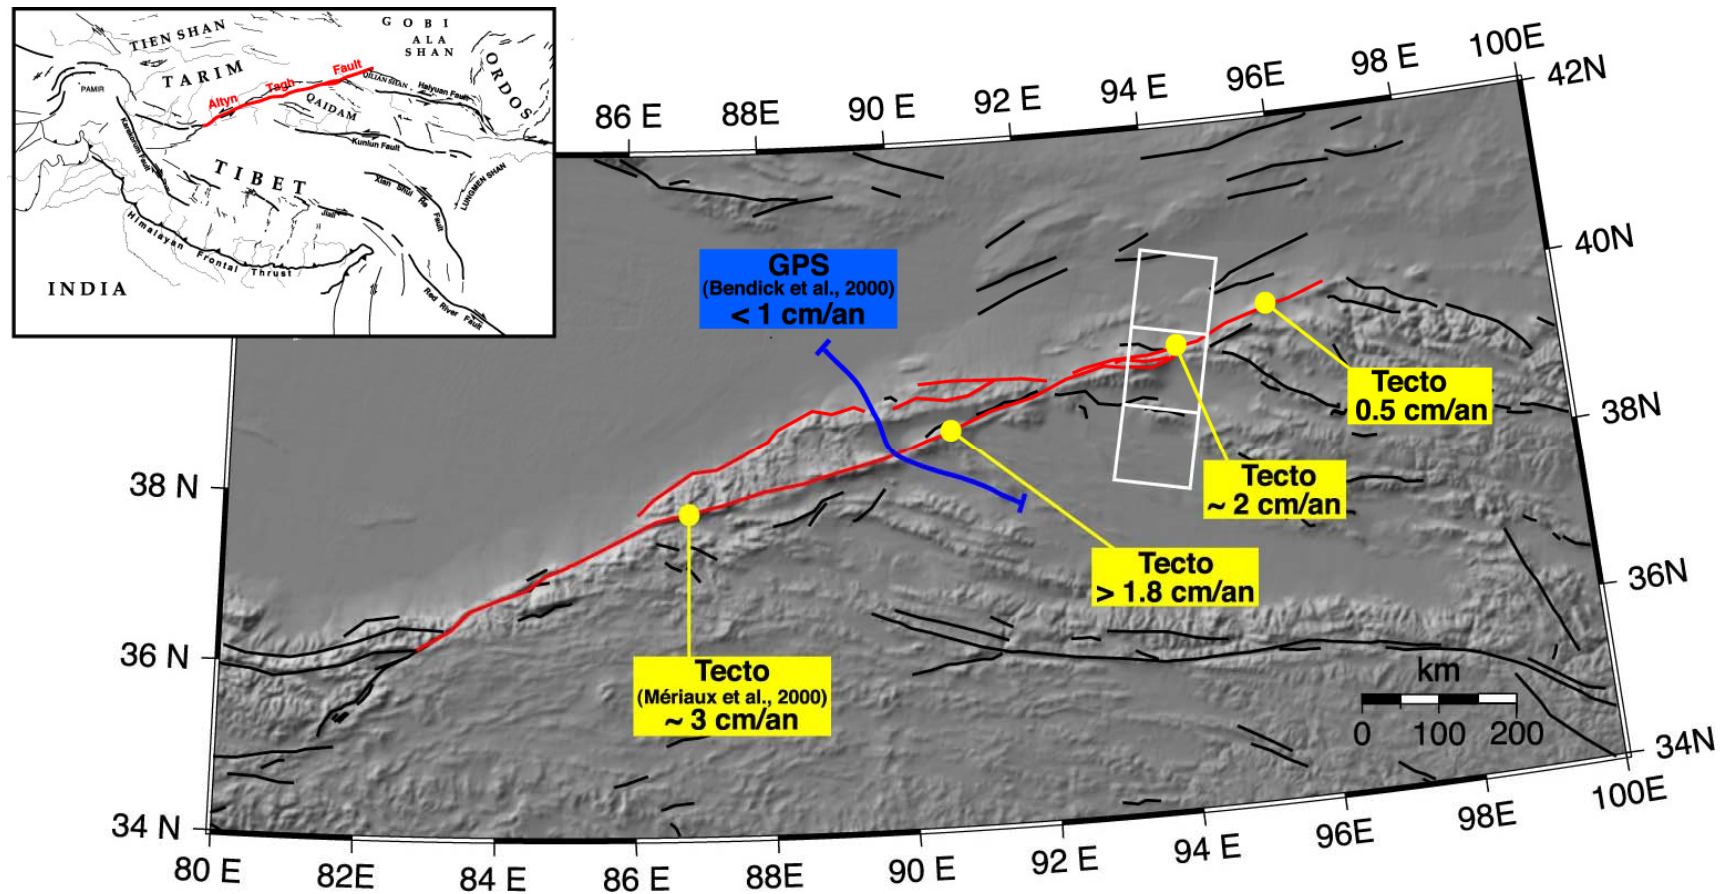 TIEN SHAN
GOBI
ALA
SHAN
ORDOS
TARIM
PAMIR
Altyn Tagh Fault
QILIAN SHAN
Haiyuan Fault
QAIDAM
Kunlun Fault
Karakorum Fault
TIBET
Xian Shui He Fault
LUNGMEN SHAN
Jiali
Himalayan Frontal Thrust
Red River Fault
INDIA
86 E
88E
90 E
92 E
94 E
96E
98 E
100E
42N
40N
38N
36N
34N
GPS
(Bendick et al., 2000)
< 1 cm/an
Tecto
0.5 cm/an
Tecto
~ 2 cm/an
Tecto
> 1.8 cm/an
Tecto
(Mériaux et al., 2000)
~ 3 cm/an
km
0 100 200
38 N
36 N
34 N
80 E
82E
84 E
86 E
88E
90 E
92 E
94 E
96E
98E
100E